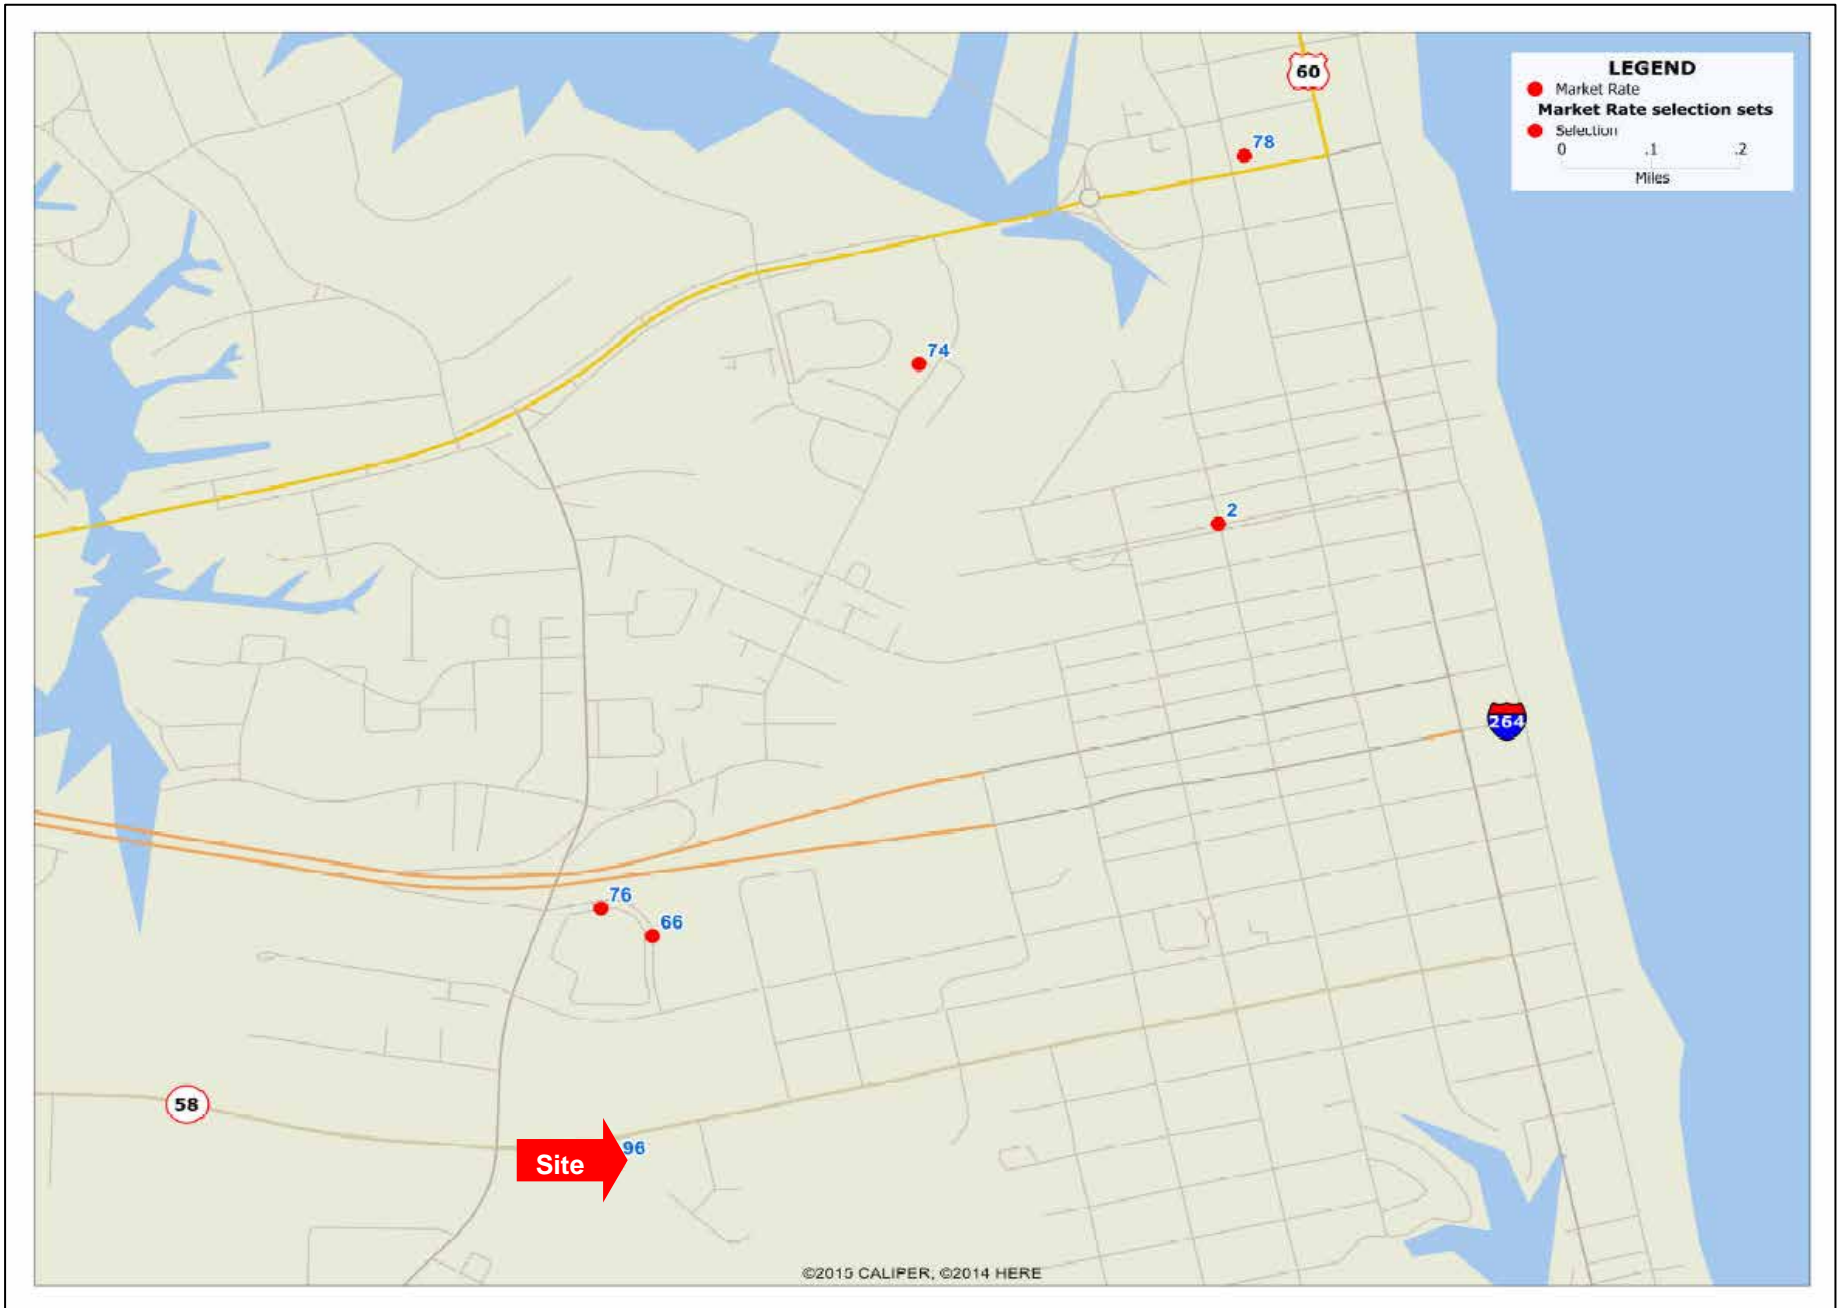 60
LEGEND
Market Rate
Market Rate selection sets
Selection
0 .1 .2
Miles
78
74
2
264
76
66
58
Site
96
©2015 CALIPER, ©2014 HERE